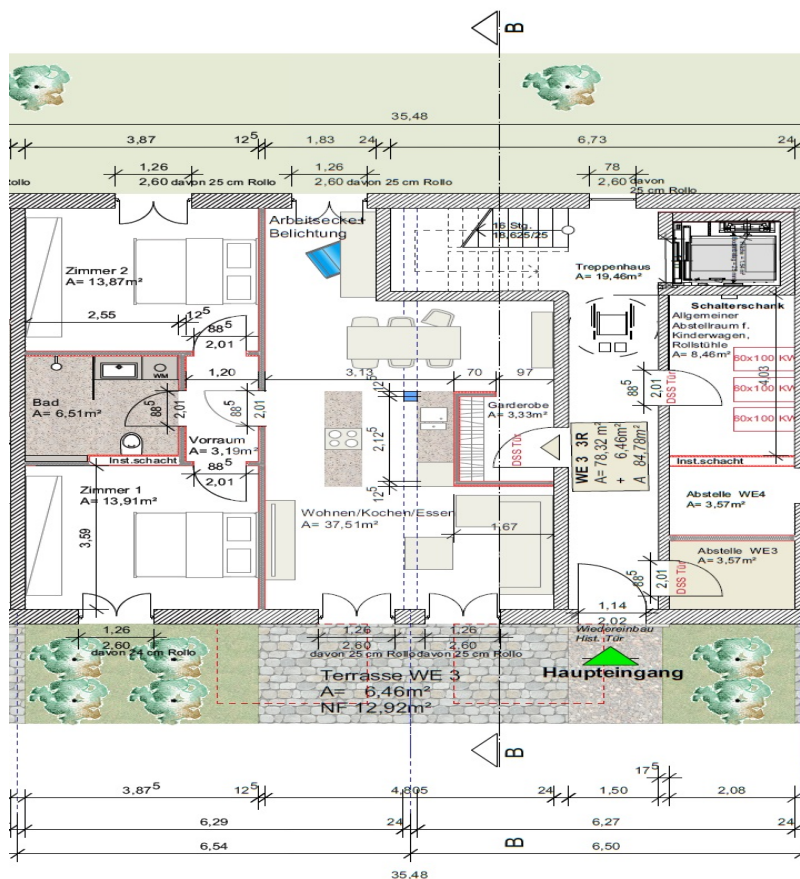 B
35,48
3,87
12⁵
1,83
24
6,73
24
1,26
2,60 davon 25 cm Rollo
1,26
2,60 davon 25 cm Rollo
78
2,60 davon
25 cm Rollo
Rollo
Arbeitsecke
Belichtung
16 Stg.
18,625/25
Zimmer 2
A= 13,87m²
Treppenhaus
A= 19,46m²
2,55
12⁵
88⁵
2,01
Schalterschank
Allgemeiner
Abstellraum f.
Kinderwagen,
Rollstühle
A= 8,46m²
60x100 KW
60x100 KW
60x100 KW
4,03
1,20
3,13
70
97
WM
Bad
A= 6,51m²
88⁵
2,01
88⁵
2,01
12⁵
2,12⁵
12⁵
Garderobe
A= 3,33m²
DSS Tür
88⁵
2,01
DSS Tür
Vorraum
A= 3,19m²
88⁵
2,01
WE 3 3R
A= 78,32 m²
+ 6,46m²
A 84,78m²
Inst.schacht
Inst.schacht
Zimmer 1
A= 13,91m²
3,59
Wohnen/Kochen/Essen
A= 37,51m²
1,67
Abstelle WE4
A= 3,57m²
Abstelle WE3
A= 3,57m²
88⁵
2,01
DSS Tür
1,14
2,02
Wiedereinbau
Hist. Tür
Haupteingang
1,26
2,60
davon 24 cm Rollo
1,26
2,60
davon 25 cm Rollo
1,26
2,60
davon 25 cm Rollo
Terrasse WE 3
A= 6,46m²
NF 12,92m²
B
17⁵
3,87⁵
12⁵
4,805
24
1,50
2,08
6,29
24
B
6,27
24
6,54
6,50
35,48